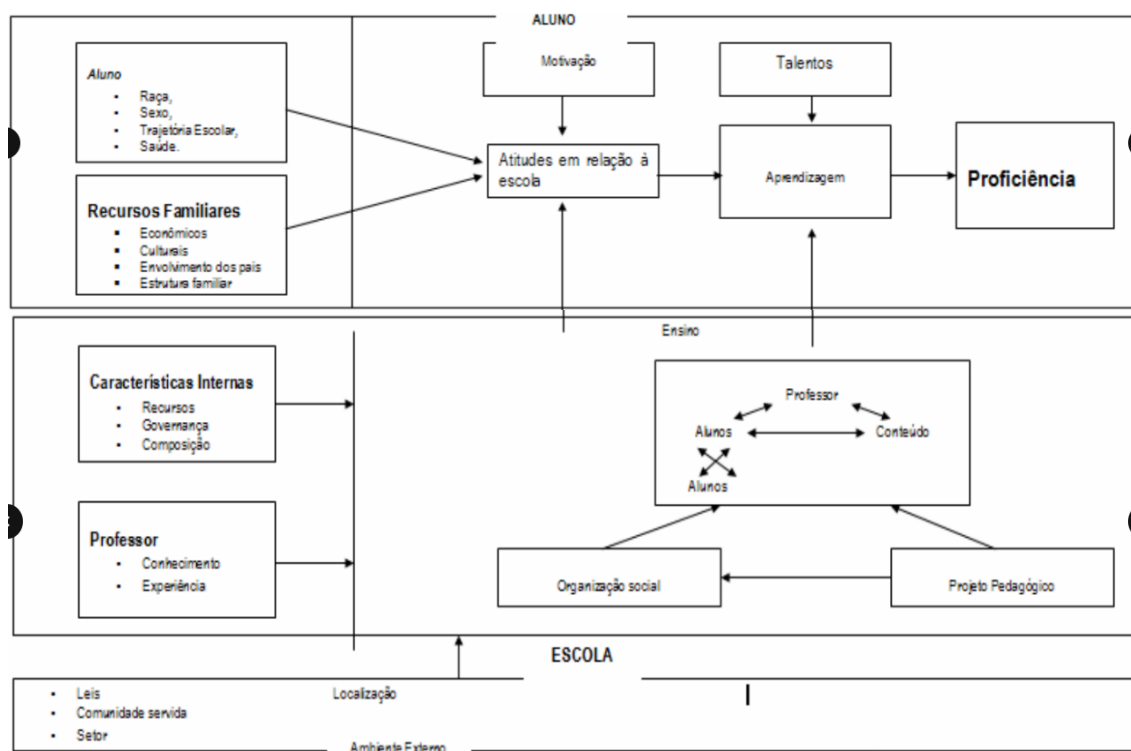 ALUNO
Aluno
Raça,
Sexo,
Trajetória Escolar,
Saúde.
Motivação
Talentos
Atitudes em relação à
escola
Aprendizagem
Proficiência
Recursos Familiares
Econômicos
Culturais
Envolvimento dos pais
Estrutura familiar
Ensino
Características Internas
Recursos
Governança
Composição
Professor
Alunos
Conteúdo
Alunos
Professor
Conhecimento
Experiência
Organização social
Projeto Pedagógico
ESCOLA
Leis
Localização
Comunidade servida
Setor
Ambiente Externo